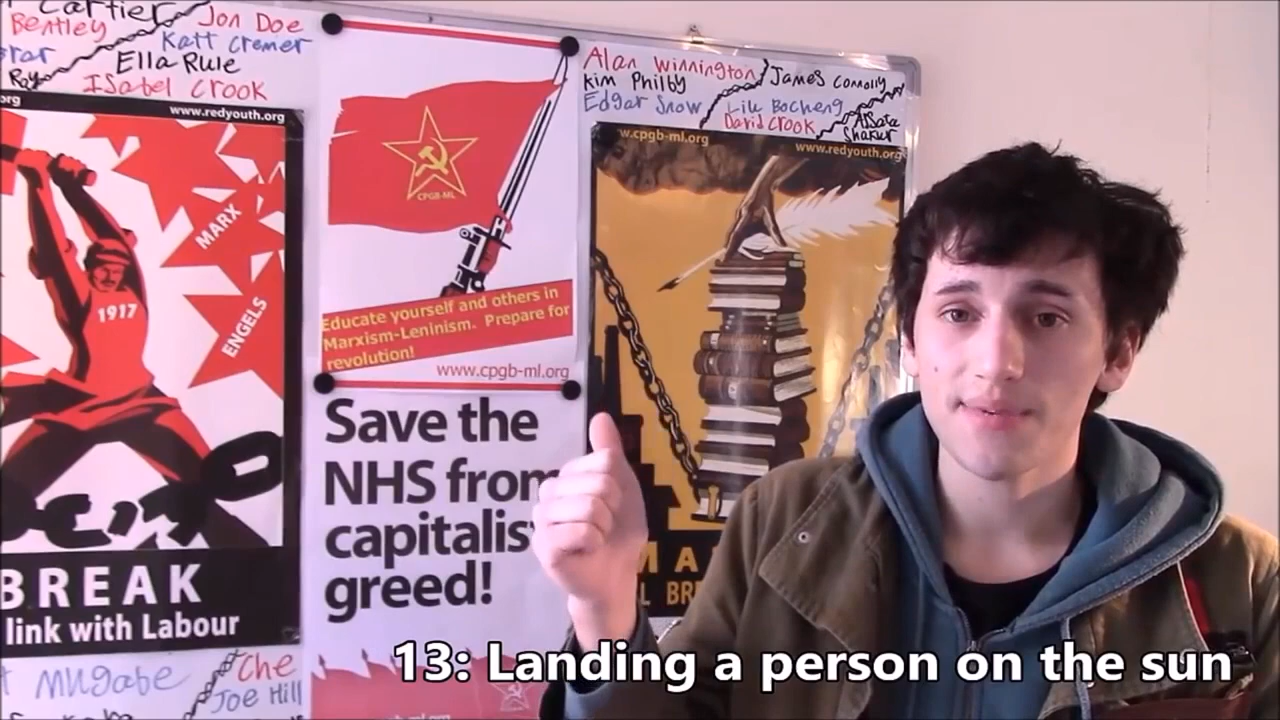 Cartier
Bentley
Jon Doe
Katt Cremer
Ella Rule
Roy
ISabel Crook
www.redyouth.org
MARX
1917
ENGELS
BREAK
link with Labour
Mugabe
Che
Joe Hill
CPGB-ML
Educate yourself and others in
Marxism-Leninism. Prepare for
revolution!
www.cpgb-ml.org
Save the
NHS from
capitalis
greed!
Alan Winnington
James Connolly
Kim Philby
Edgar Snow
David CROOK
ASSata
Shakur
w.cpgb-ml.org
www.redyouth.org
13: Landing a person on the sun